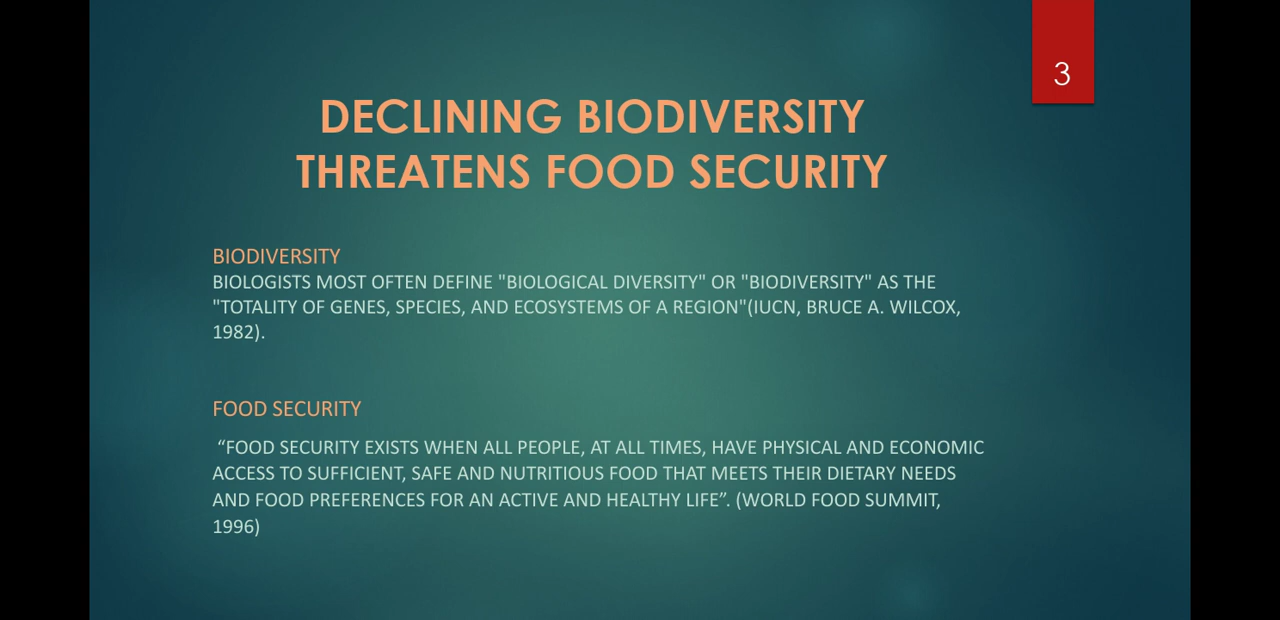 3
DECLINING BIODIVERSITY
THREATENS FOOD SECURITY
BIODIVERSITY
BIOLOGISTS MOST OFTEN DEFINE "BIOLOGICAL DIVERSITY" OR "BIODIVERSITY" AS THE
"TOTALITY OF GENES, SPECIES, AND ECOSYSTEMS OF A REGION"(IUCN, BRUCE A. WILCOX,
1982).
FOOD SECURITY
“FOOD SECURITY EXISTS WHEN ALL PEOPLE, AT ALL TIMES, HAVE PHYSICAL AND ECONOMIC
ACCESS TO SUFFICIENT, SAFE AND NUTRITIOUS FOOD THAT MEETS THEIR DIETARY NEEDS
AND FOOD PREFERENCES FOR AN ACTIVE AND HEALTHY LIFE”. (WORLD FOOD SUMMIT,
1996)